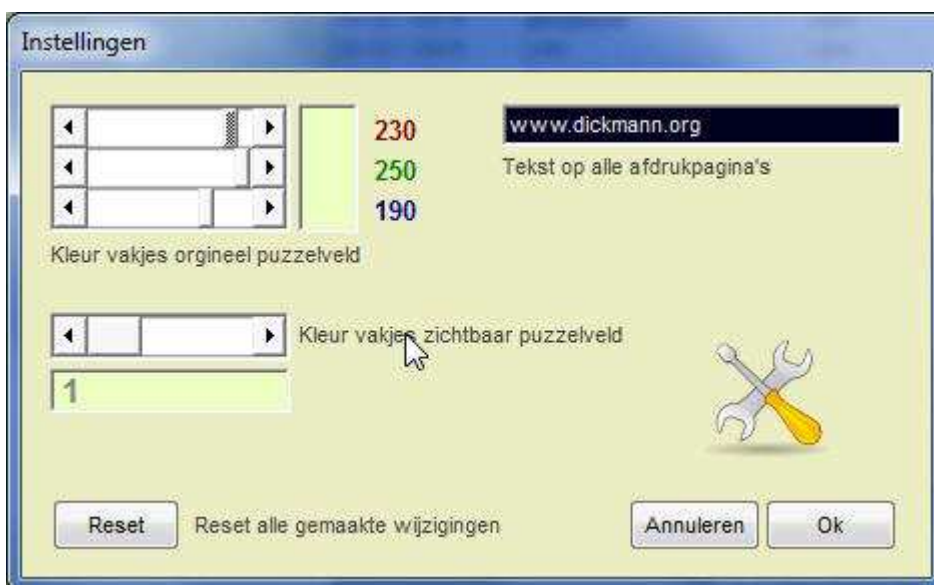 Instellingen
230
www.dickmann.org
250
Tekst op alle afdrukpagina's
190
Kleur vakjes orgineel puzzelveld
Kleur vakjes zichtbaar puzzelveld
1
Reset
Reset alle gemaakte wijzigingen
Annuleren
Ok